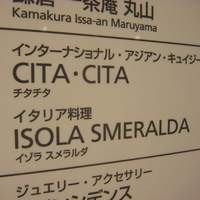 茶庵 丸山
Kamakura Issa-an Maruyama
インターナショナル・アジアン・キュイジー
CITA・CITA
チタチタ
イタリア料理
ISOLA SMERALDA
イゾラ スメラルダ
ジュエリー・アクセサリー